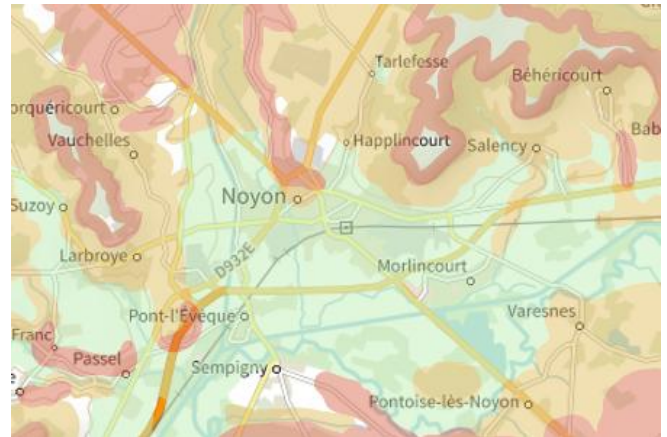 Tarlefesse
Béhéricourt
orquéricourt
Vauchelles
Happlincourt
Salency
Bab
Noyon
Suzoy
D932E
Larbroye
Morlincourt
Pont-l'Évêque
Varesnes
Franc
Passel
Sempigny
Pontoise-lès-Noyon